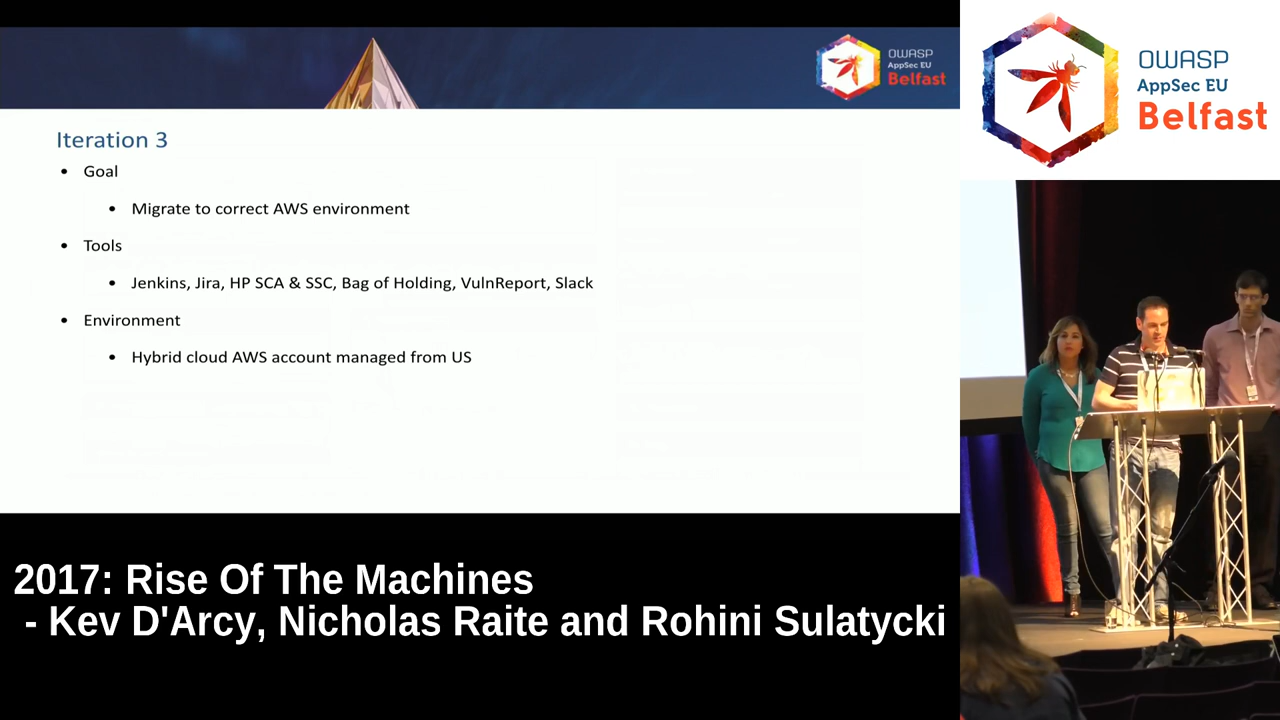 OWASP
AppSec EU
Belfast
Iteration 3
• Goal
• Migrate to correct AWS environment
• Tools
• Jenkins, Jira, HP SCA & SSC, Bag of Holding, VulnReport, Slack
• Environment
• Hybrid cloud AWS account managed from US
2017: Rise Of The Machines
- Kev D'Arcy, Nicholas Raite and Rohini Sulatycki
OWASP
AppSec EU
Belfast